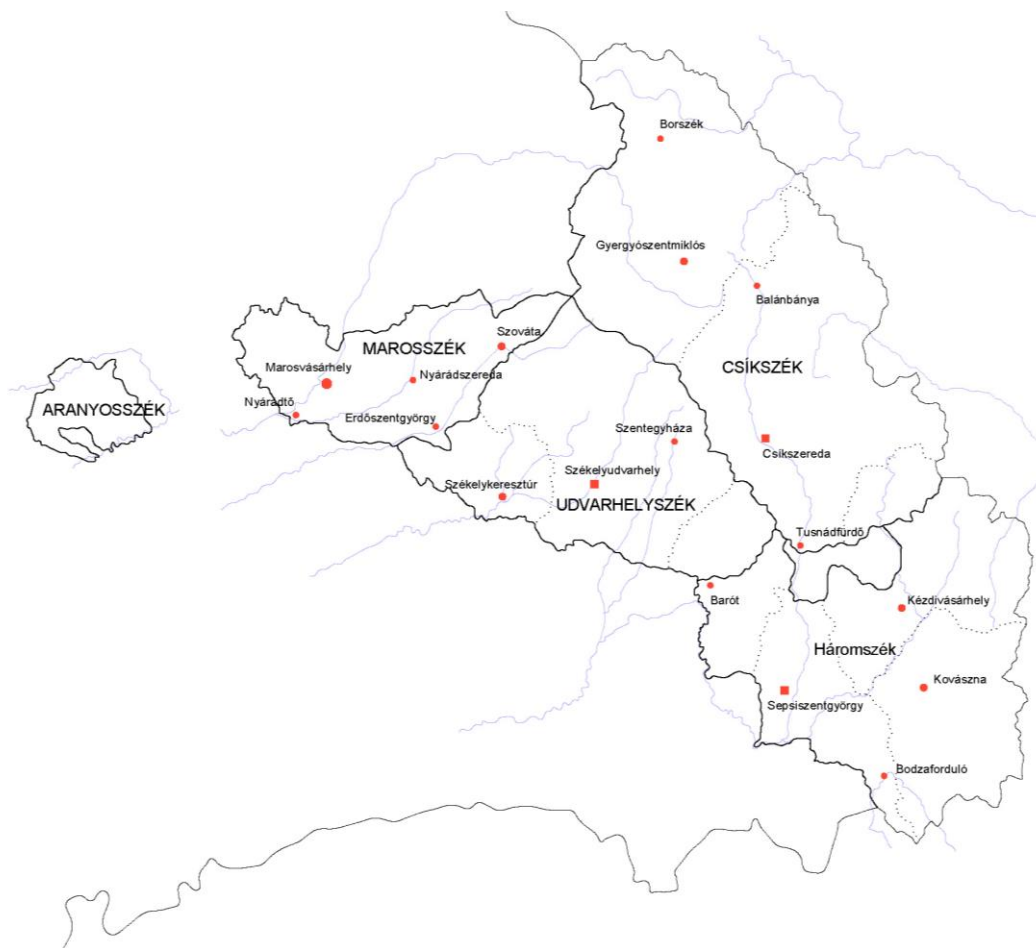 Borszék
Gyergyószentmiklós
Balánbánya
Szováta
MAROSSZÉK
Marosvásárhely
Nyárádszereda
CSÍKSZÉK
ARANYOSSZÉK
Nyárádtő
Erdőszentgyörgy
Szentegyháza
Csíkszereda
Székelykeresztúr
Székelyudvarhely
UDVARHELYSZÉK
Tusnádfürdő
Barót
Kézdivásárhely
Háromszék
Kovászna
Sepsiszentgyörgy
Bodzaforduló